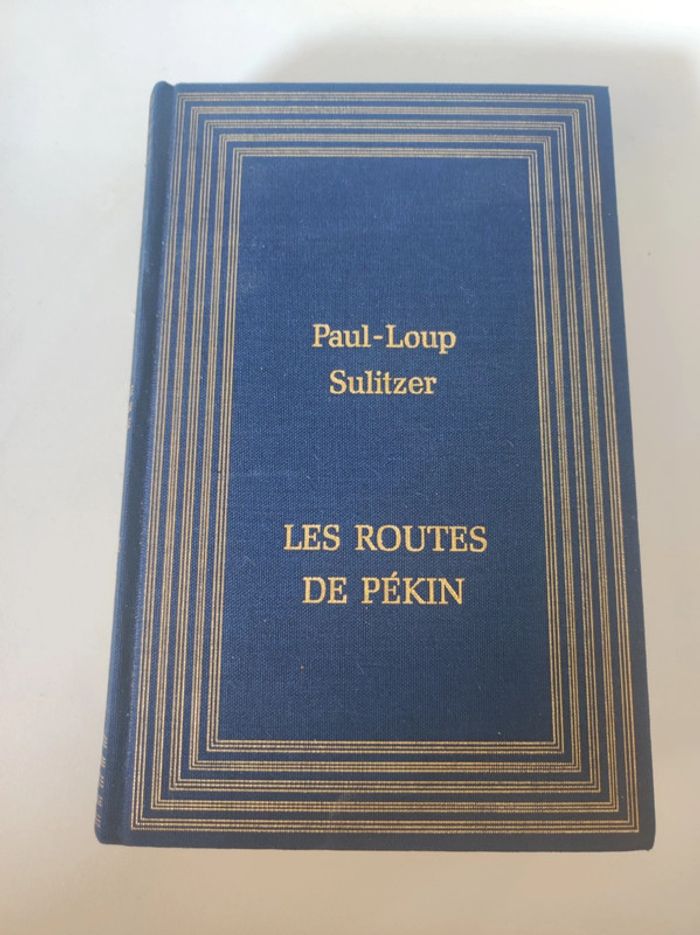 Paul-Loup
Sulitzer
LES ROUTES
DE PÉKIN